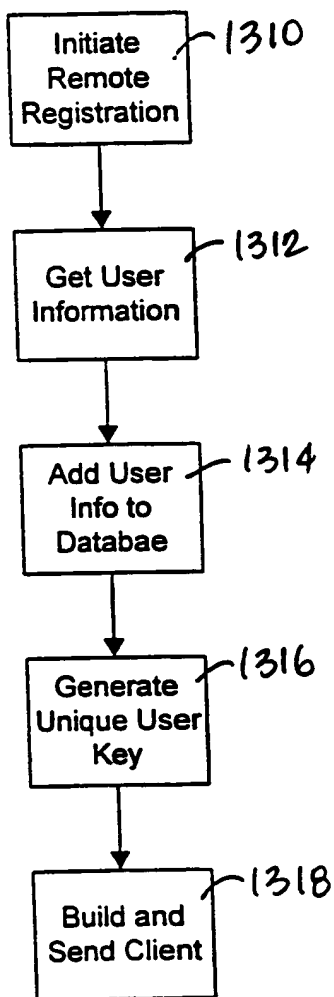 Initiate
Remote
Registration
1310
Get User
Information
1312
Add User
Info to
Databae
1314
Generate
Unique User
Key
1316
Build and
Send Client
1318